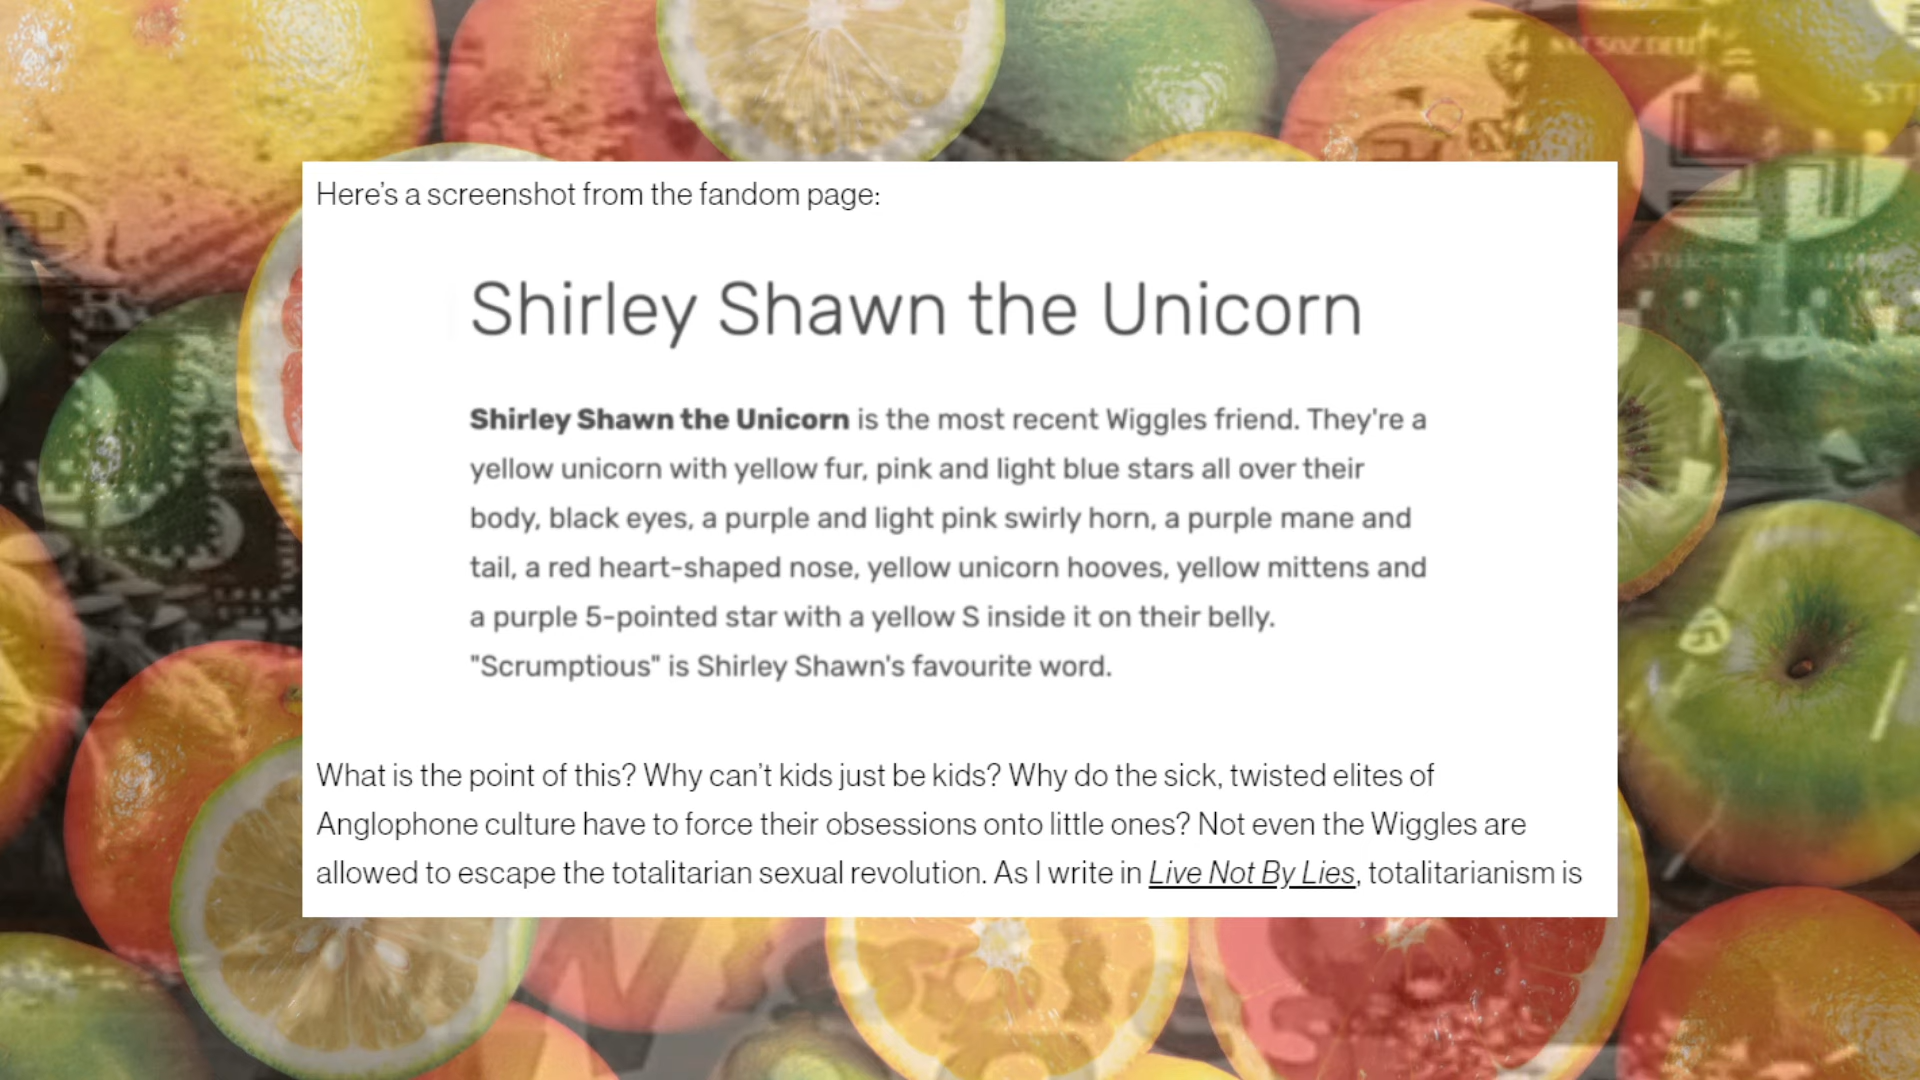 Here's a screenshot from the fandom page:
Shirley Shawn the Unicorn
Shirley Shawn the Unicorn is the most recent Wiggles friend. They're a
yellow unicorn with yellow fur, pink and light blue stars all over their
body, black eyes, a purple and light pink swirly horn, a purple mane and
tail, a red heart-shaped nose, yellow unicorn hooves, yellow mittens and
a purple 5-pointed star with a yellow S inside it on their belly.
"Scrumptious" is Shirley Shawn's favourite word.
What is the point of this? Why can't kids just be kids? Why do the sick, twisted elites of
Anglophone culture have to force their obsessions onto little ones? Not even the Wiggles are
allowed to escape the totalitarian sexual revolution. As I write in Live Not By Lies, totalitarianism is